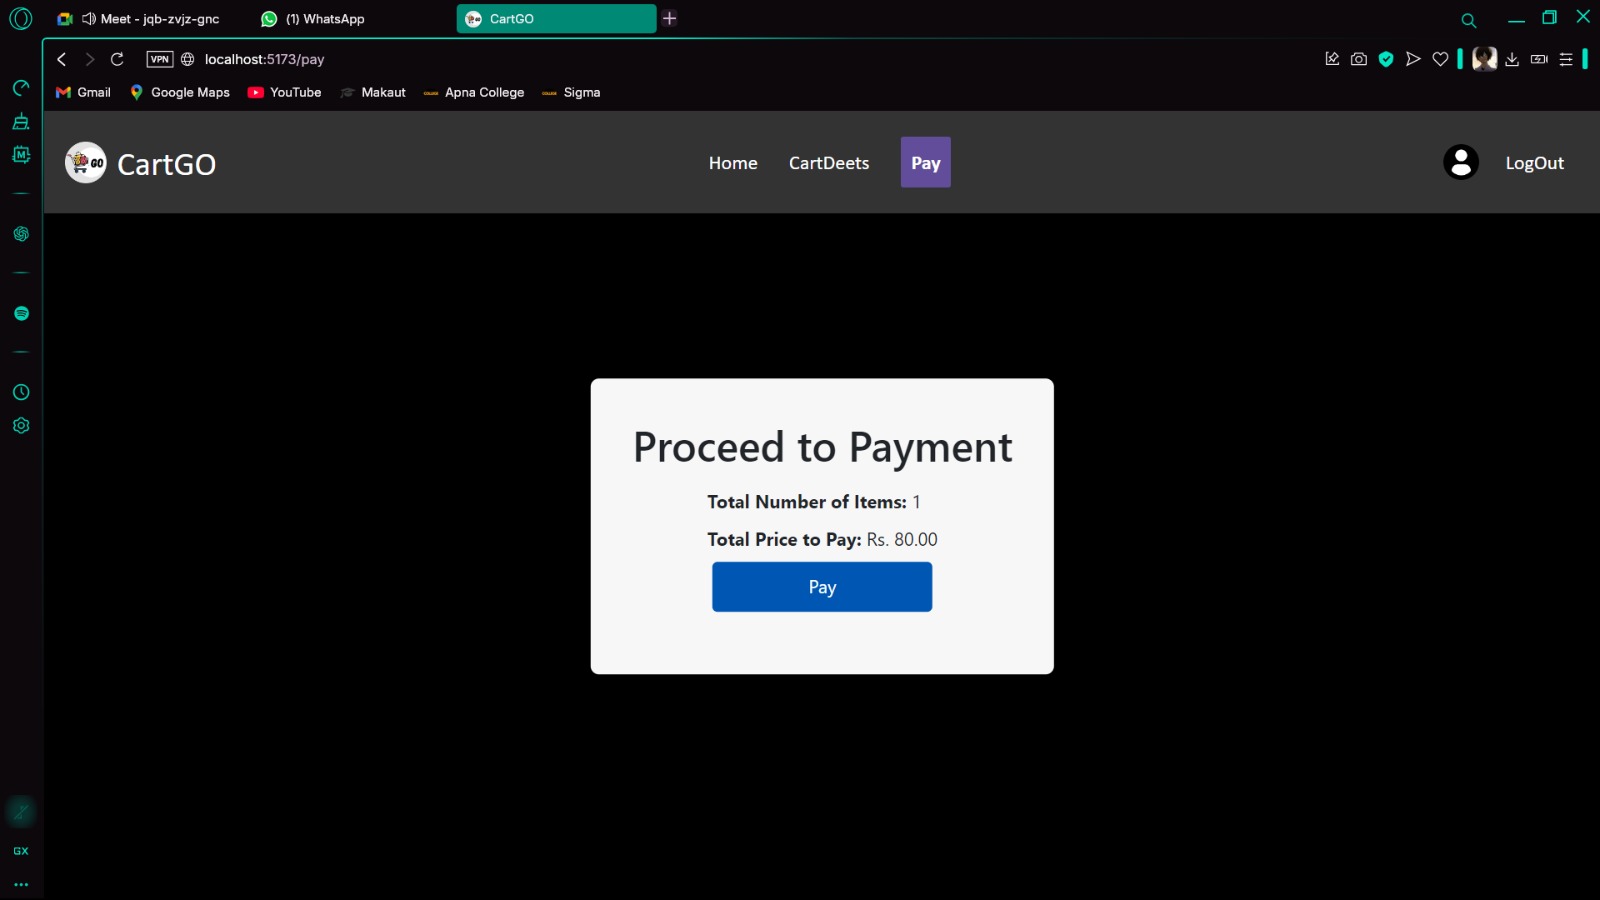 Meet - jqb-zvjz-gnc
(1) WhatsApp
CartGO
VPN
localhost:5173/pay
Gmail
Google Maps
YouTube
Makaut
Apna College
Sigma
GO
CartGO
Home
CartDeets
Pay
LogOut
Proceed to Payment
Total Number of Items: 1
Total Price to Pay: Rs. 80.00
Pay
M
GX